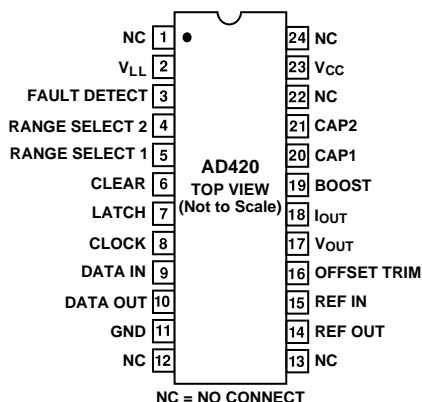 NC 1 24 NC
VLL 2 23 VCC
FAULT DETECT 3 22 NC
RANGE SELECT 2 4 21 CAP2
RANGE SELECT 1 5 20 CAP1
CLEAR 6 19 BOOST
LATCH 7 18 IOUT
CLOCK 8 17 VOUT
DATA IN 9 16 OFFSET TRIM
DATA OUT 10 15 REF IN
GND 11 14 REF OUT
NC 12 13 NC
AD420
TOP VIEW
(Not to Scale)
NC = NO CONNECT